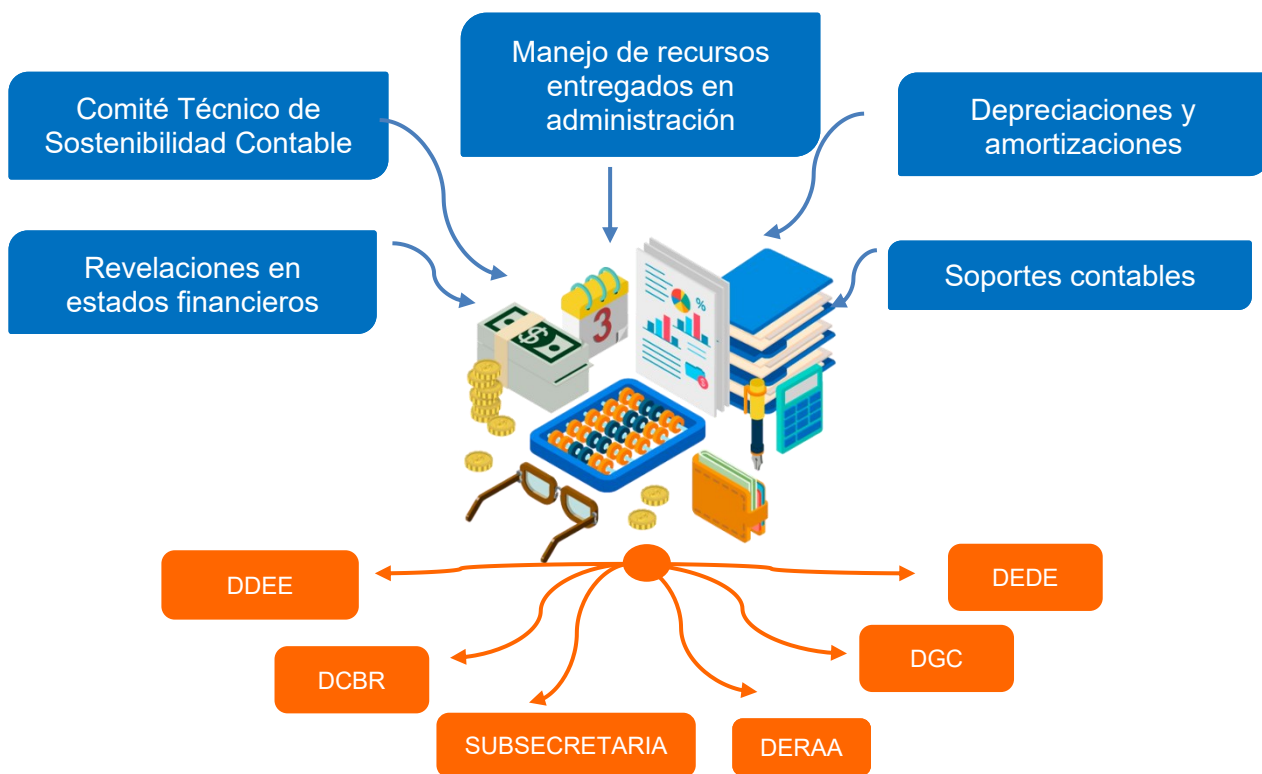 Manejo de recursos
entregados en
administración
Comité Técnico de
Sostenibilidad Contable
Depreciaciones y
amortizaciones
Revelaciones en
estados financieros
Soportes contables
3
%
$
DDEE
DEDE
DCBR
DGC
SUBSECRETARIA
DERAA